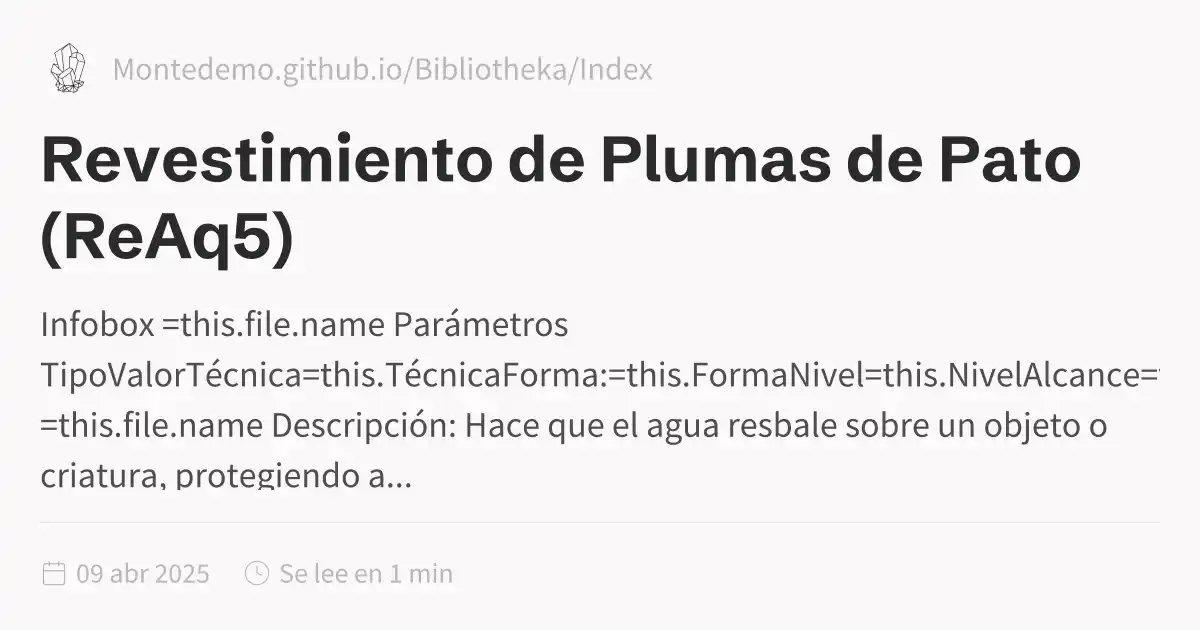 Montedemo.github.io/Bibliotheka/Index
Revestimiento de Plumas de Pato
(ReAq5)
Infobox =this.file.name Parámetros
TipoValorTécnica=this.TécnicaForma:=this.FormaNivel=this.NivelAlcance=
=this.file.name Descripción: Hace que el agua resbale sobre un objeto o
criatura, protegiendo a...
09 abr 2025
Se lee en 1 min